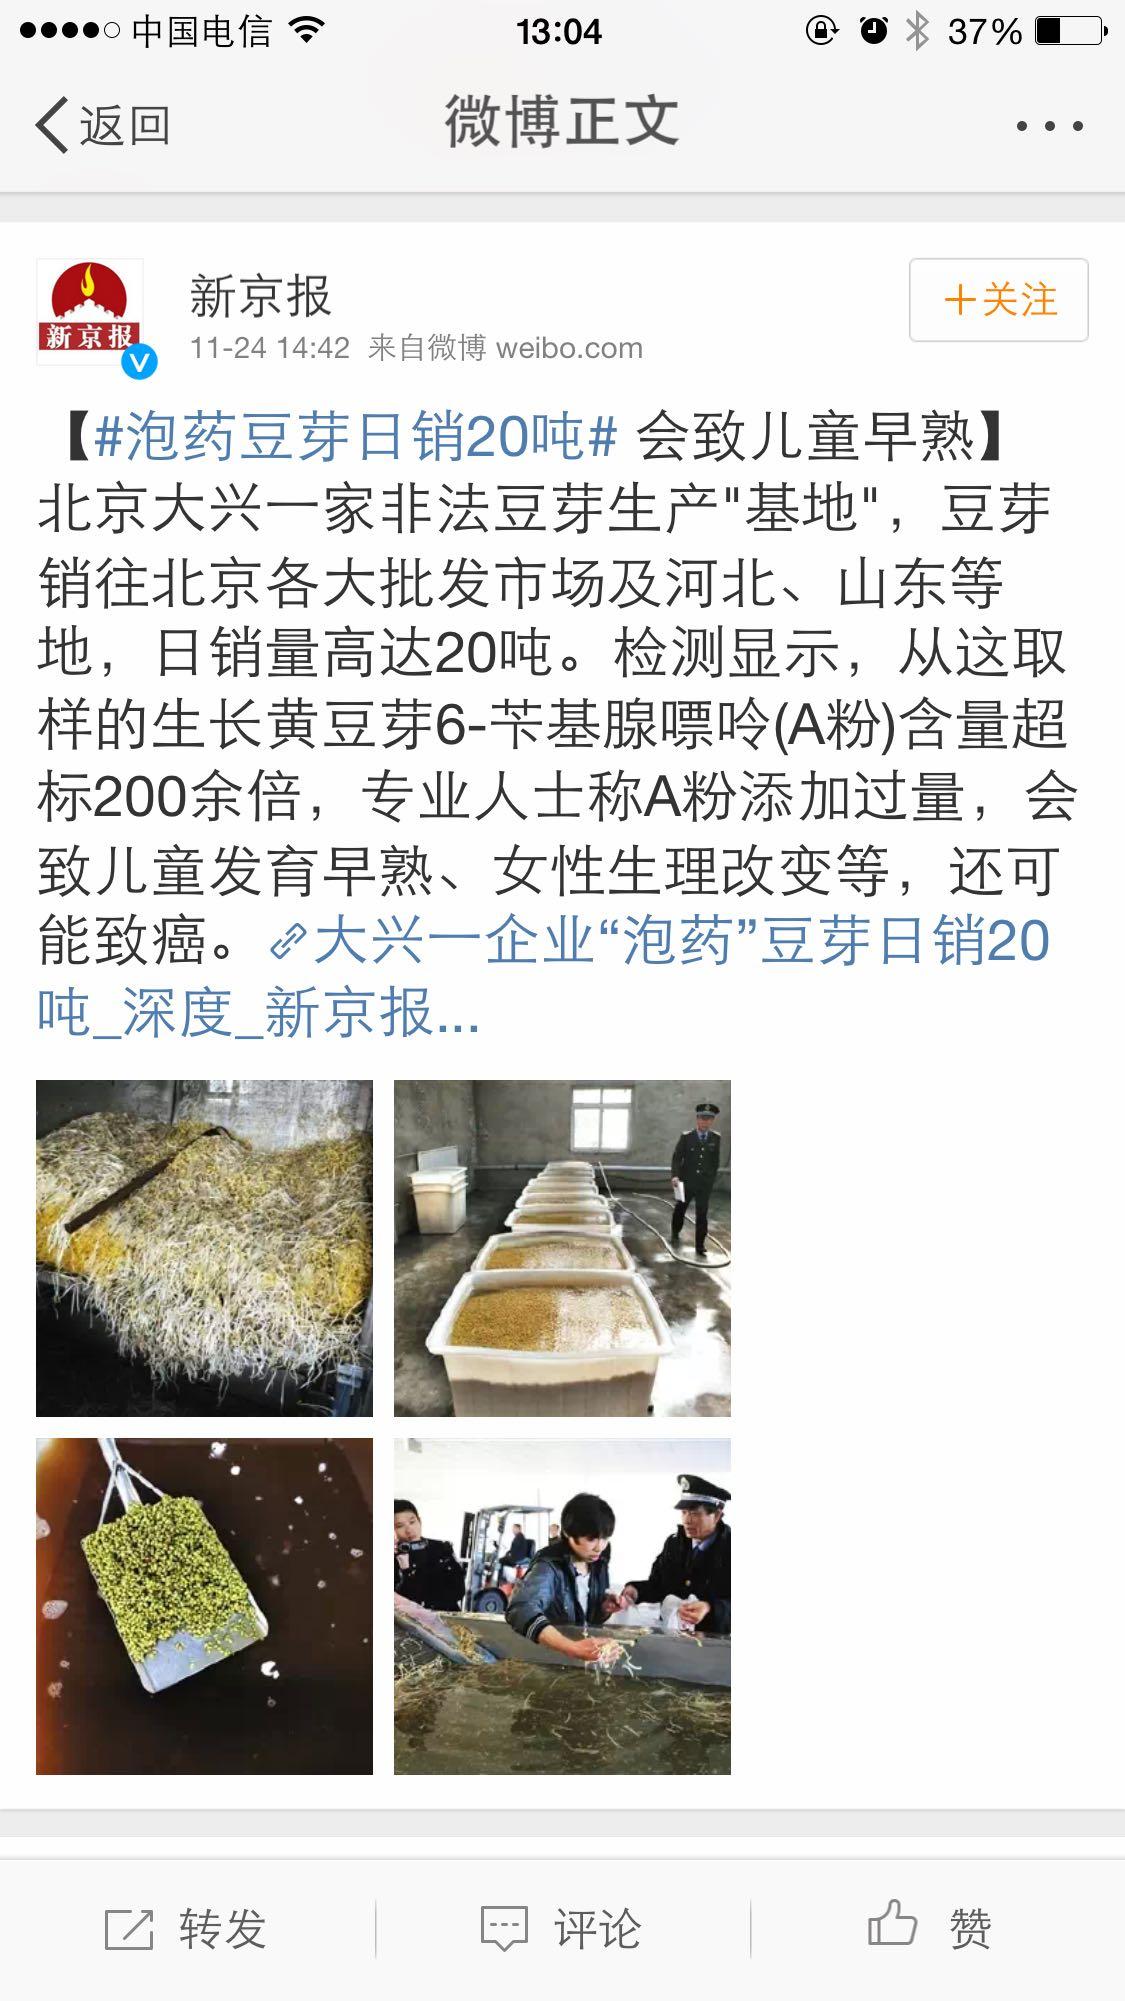 中国电信 13:04 37%
返回 微博正文
新京报
新京报
+关注
11-24 14:42 来自微博 weibo.com
【#泡药豆芽日销20吨# 会致儿童早熟】
北京大兴一家非法豆芽生产"基地"，豆芽
销往北京各大批发市场及河北、山东等
地，日销量高达20吨。检测显示，从这取
样的生长黄豆芽6-苄基腺嘌呤(A粉)含量超
标200余倍，专业人士称A粉添加过量，会
致儿童发育早熟、女性生理改变等，还可
能致癌。大兴一企业“泡药”豆芽日销20
吨_深度_新京报...
转发 评论 赞